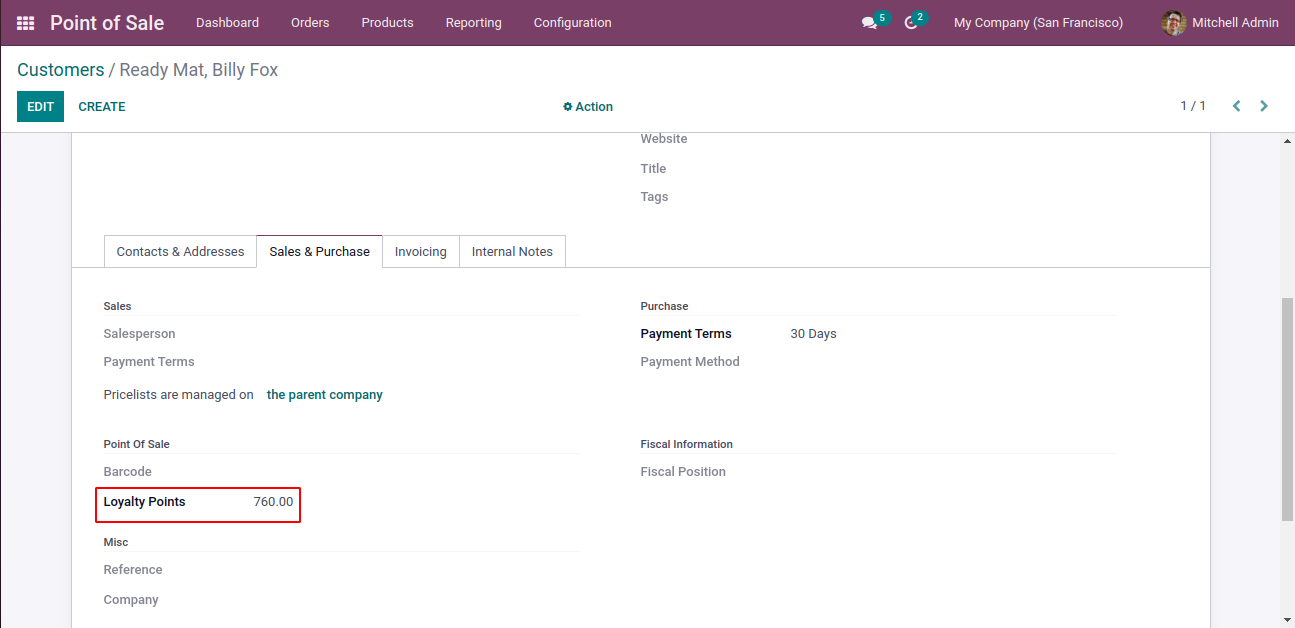 Point of Sale Dashboard Orders Products Reporting Configuration 5 2 My Company (San Francisco) Mitchell Admin
Customers / Ready Mat, Billy Fox
EDIT CREATE Action 1 / 1
Website
Title
Tags
Contacts & Addresses Sales & Purchase Invoicing Internal Notes
Sales Purchase
Salesperson Payment Terms 30 Days
Payment Terms Payment Method
Pricelists are managed on the parent company
Point Of Sale Fiscal Information
Barcode Fiscal Position
Loyalty Points 760.00
Misc
Reference
Company